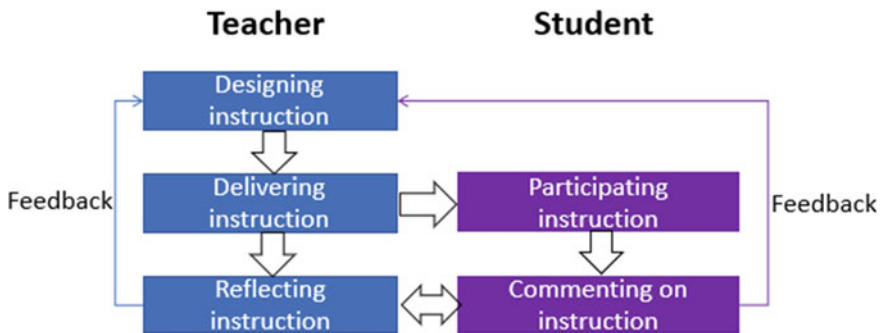 Teacher
Student
Designing
instruction
Delivering
instruction
Participating
instruction
Feedback
Feedback
Reflecting
instruction
Commenting on
instruction